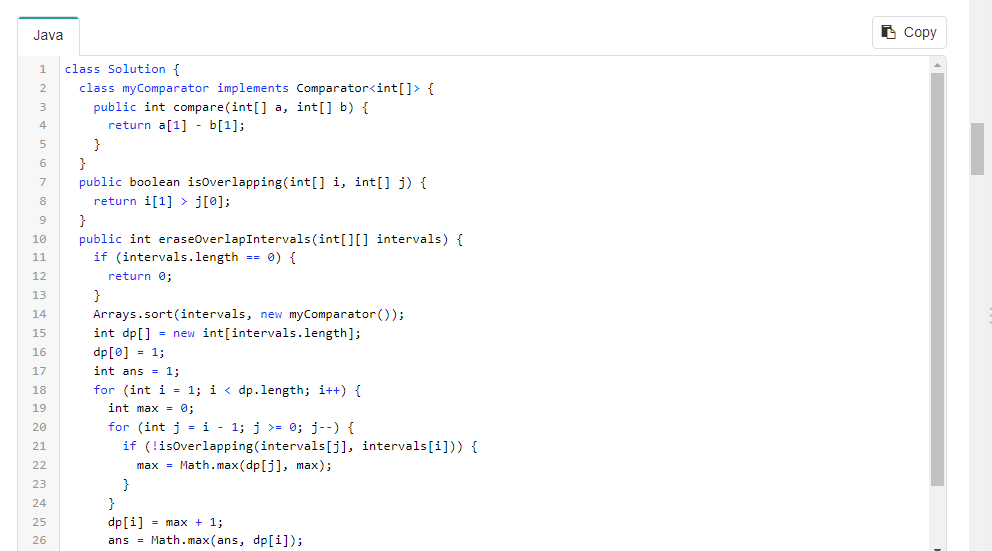 Java
Copy
1 class Solution {
2 class myComparator implements Comparator<int[]> {
3 public int compare(int[] a, int[] b) {
4 return a[1] - b[1];
5 }
6 }
7 public boolean isOverlapping(int[] i, int[] j) {
8 return i[1] > j[0];
9 }
10 public int eraseOverlapIntervals(int[][] intervals) {
11 if (intervals.length == 0) {
12 return 0;
13 }
14 Arrays.sort(intervals, new myComparator());
15 int dp[] = new int[intervals.length];
16 dp[0] = 1;
17 int ans = 1;
18 for (int i = 1; i < dp.length; i++) {
19 int max = 0;
20 for (int j = i - 1; j >= 0; j--) {
21 if (!isOverlapping(intervals[j], intervals[i])) {
22 max = Math.max(dp[j], max);
23 }
24 }
25 dp[i] = max + 1;
26 ans = Math.max(ans, dp[i]);